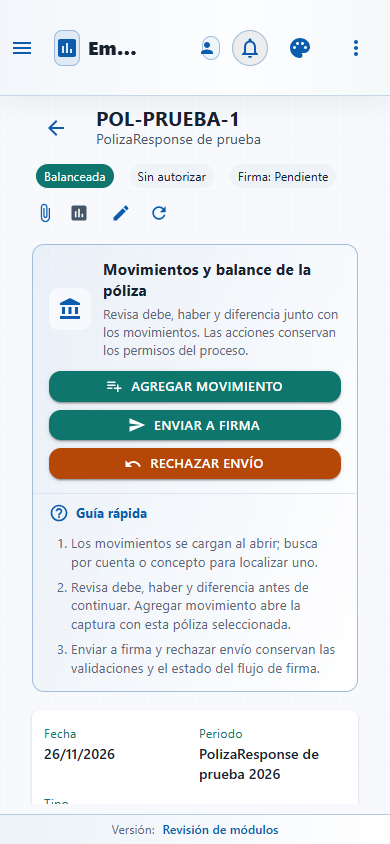 Em...
POL-PRUEBA-1
PolizaResponse de prueba
Balanceada
Sin autorizar
Firma: Pendiente
Movimientos y balance de la
póliza
Revisa debe, haber y diferencia junto con
los movimientos. Las acciones conservan
los permisos del proceso.
AGREGAR MOVIMIENTO
ENVIAR A FIRMA
RECHAZAR ENVÍO
Guía rápida
1. Los movimientos se cargan al abrir; busca
por cuenta o concepto para localizar uno.
2. Revisa debe, haber y diferencia antes de
continuar. Agregar movimiento abre la
captura con esta póliza seleccionada.
3. Enviar a firma y rechazar envío conservan las
validaciones y el estado del flujo de firma.
Fecha
Periodo
26/11/2026
PolizaResponse de
prueba 2026
Tipo
Versión: Revisión de módulos